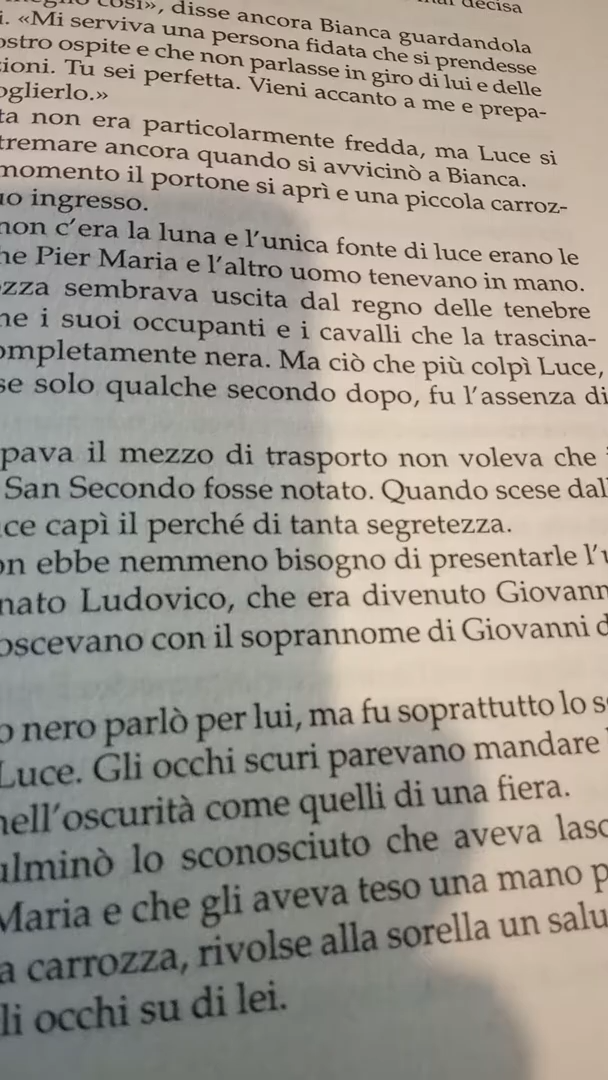 così», disse ancora Bianca guardandola
«Mi serviva una persona fidata che si prendesse
ospite e che non parlasse in giro di lui e delle
Tu sei perfetta. Vieni accanto a me e prepa-
non era particolarmente fredda, ma Luce si
tremare ancora quando si avvicinò a Bianca.
momento il portone si aprì e una piccola carroz-
ingresso.
non c'era la luna e l'unica fonte di luce erano le
Pier Maria e l'altro uomo tenevano in mano.
sembrava uscita dal regno delle tenebre
i suoi occupanti e i cavalli che la trascina-
ompletamente nera. Ma ciò che più colpì Luce,
se solo qualche secondo dopo, fu l'assenza di
pava il mezzo di trasporto non voleva che
San Secondo fosse notato. Quando scese dal
ce capì il perché di tanta segretezza.
on ebbe nemmeno bisogno di presentarle l'u
nato Ludovico, che era divenuto Giovann
oscevano con il soprannome di Giovanni d
o nero parlò per lui, ma fu soprattutto lo s
Luce. Gli occhi scuri parevano mandare
nell'oscurità come quelli di una fiera.
ulminò lo sconosciuto che aveva lasc
Maria e che gli aveva teso una mano p
a carrozza, rivolse alla sorella un salu
li occhi su di lei.